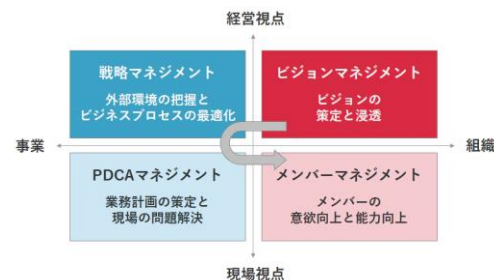 経営視点
戦略マネジメント
外部環境の把握と
ビジネスプロセスの最適化
ビジョンマネジメント
ビジョンの
策定と浸透
事業
組織
PDCAマネジメント
業務計画の策定と
現場の問題解決
メンバーマネジメント
メンバーの
意欲向上と能力向上
現場視点